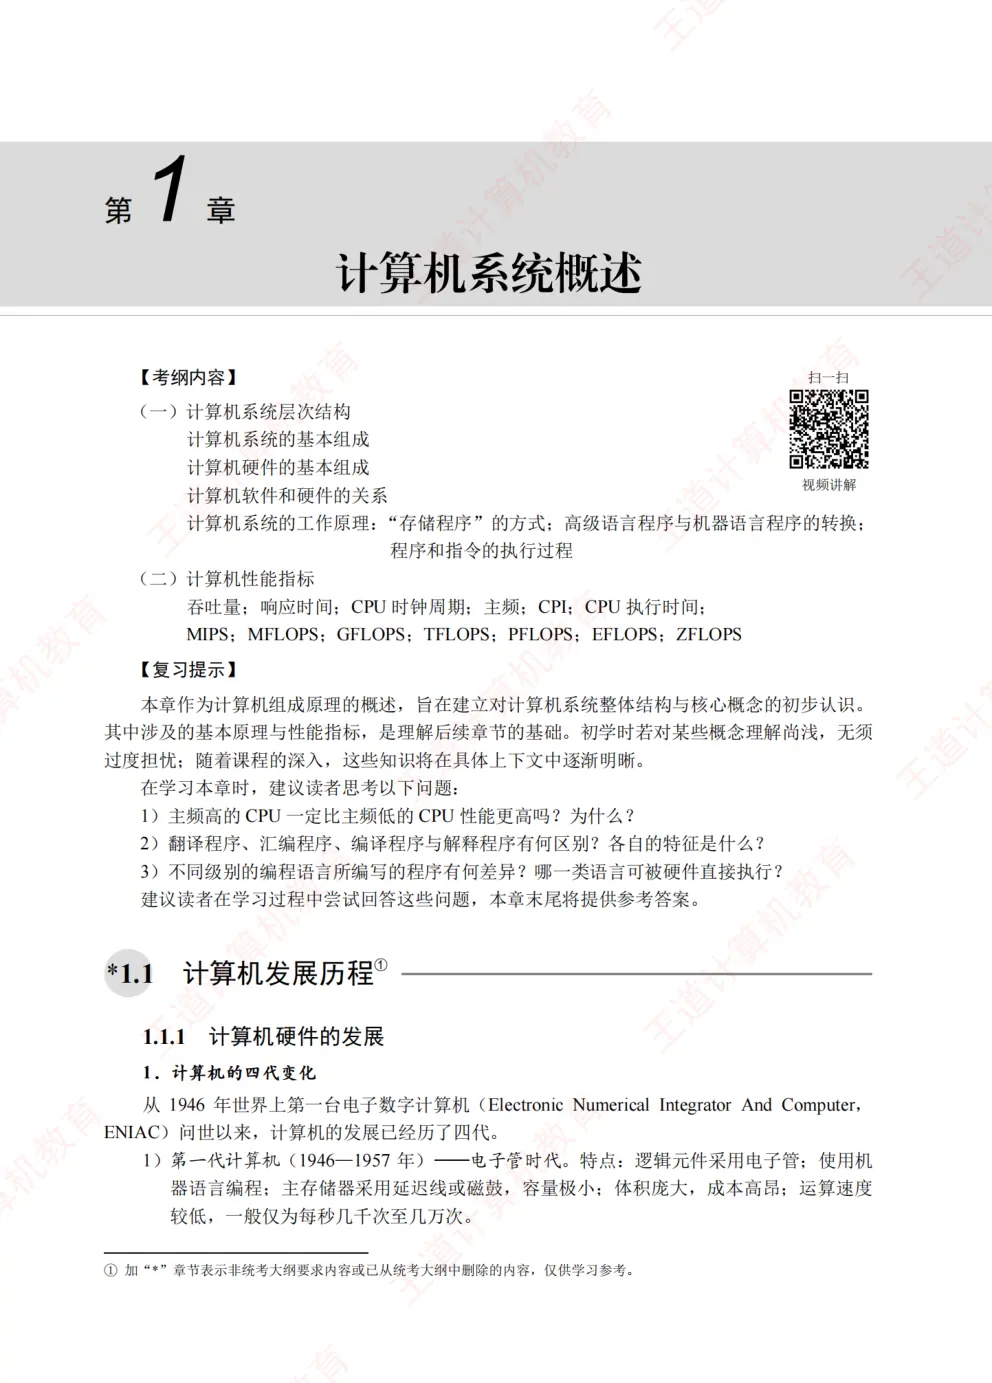 第1章
计算机系统概述
【考纲内容】
扫一扫
（一）计算机系统层次结构
计算机系统的基本组成
计算机硬件的基本组成
视频讲解
计算机软件和硬件的关系
计算机系统的工作原理：“存储程序”的方式；高级语言程序与机器语言程序的转换；
程序和指令的执行过程
（二）计算机性能指标
吞吐量；响应时间；CPU 时钟周期；主频；CPI；CPU 执行时间；
MIPS；MFLOPS；GFLOPS；TFLOPS；PFLOPS；EFLOPS；ZFLOPS
【复习提示】
本章作为计算机组成原理的概述，旨在建立对计算机系统整体结构与核心概念的初步认识。
其中涉及的基本原理与性能指标，是理解后续章节的基础。初学时若对某些概念理解尚浅，无须
过度担忧；随着课程的深入，这些知识将在具体上下文中逐渐明晰。
在学习本章时，建议读者思考以下问题：
1）主频高的 CPU 一定比主频低的 CPU 性能更高吗？为什么？
2）翻译程序、汇编程序、编译程序与解释程序有何区别？各自的特征是什么？
3）不同级别的编程语言所编写的程序有何差异？哪一类语言可被硬件直接执行？
建议读者在学习过程中尝试回答这些问题，本章末尾将提供参考答案。
*1.1 计算机发展历程①
1.1.1 计算机硬件的发展
1．计算机的四代变化
从 1946 年世界上第一台电子数字计算机（Electronic Numerical Integrator And Computer，
ENIAC）问世以来，计算机的发展已经历了四代。
1）第一代计算机（1946—1957 年）——电子管时代。特点：逻辑元件采用电子管；使用机
器语言编程；主存储器采用延迟线或磁鼓，容量极小；体积庞大，成本高昂；运算速度
较低，一般仅为每秒几千次至几万次。
① 加“*”章节表示非统考大纲要求内容或已从统考大纲中删除的内容，仅供学习参考。
王道计算机教育